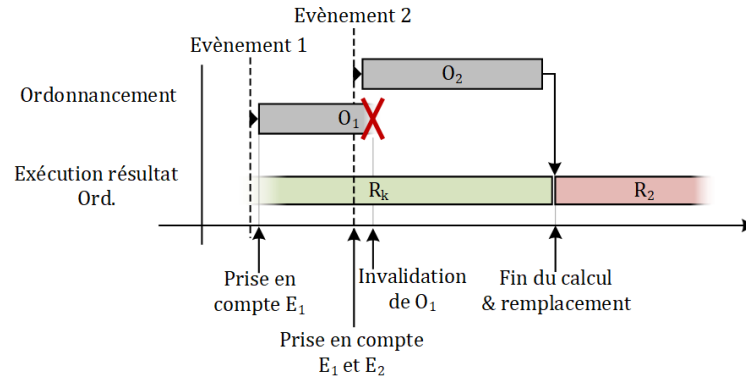 Evènement 2
Evènement 1
O₂
Ordonnancement
O₁
Exécution résultat
Ord.
Rₖ
R₂
Prise en
compte E₁
Invalidation
de O₁
Fin du calcul
& remplacement
Prise en compte
E₁ et E₂